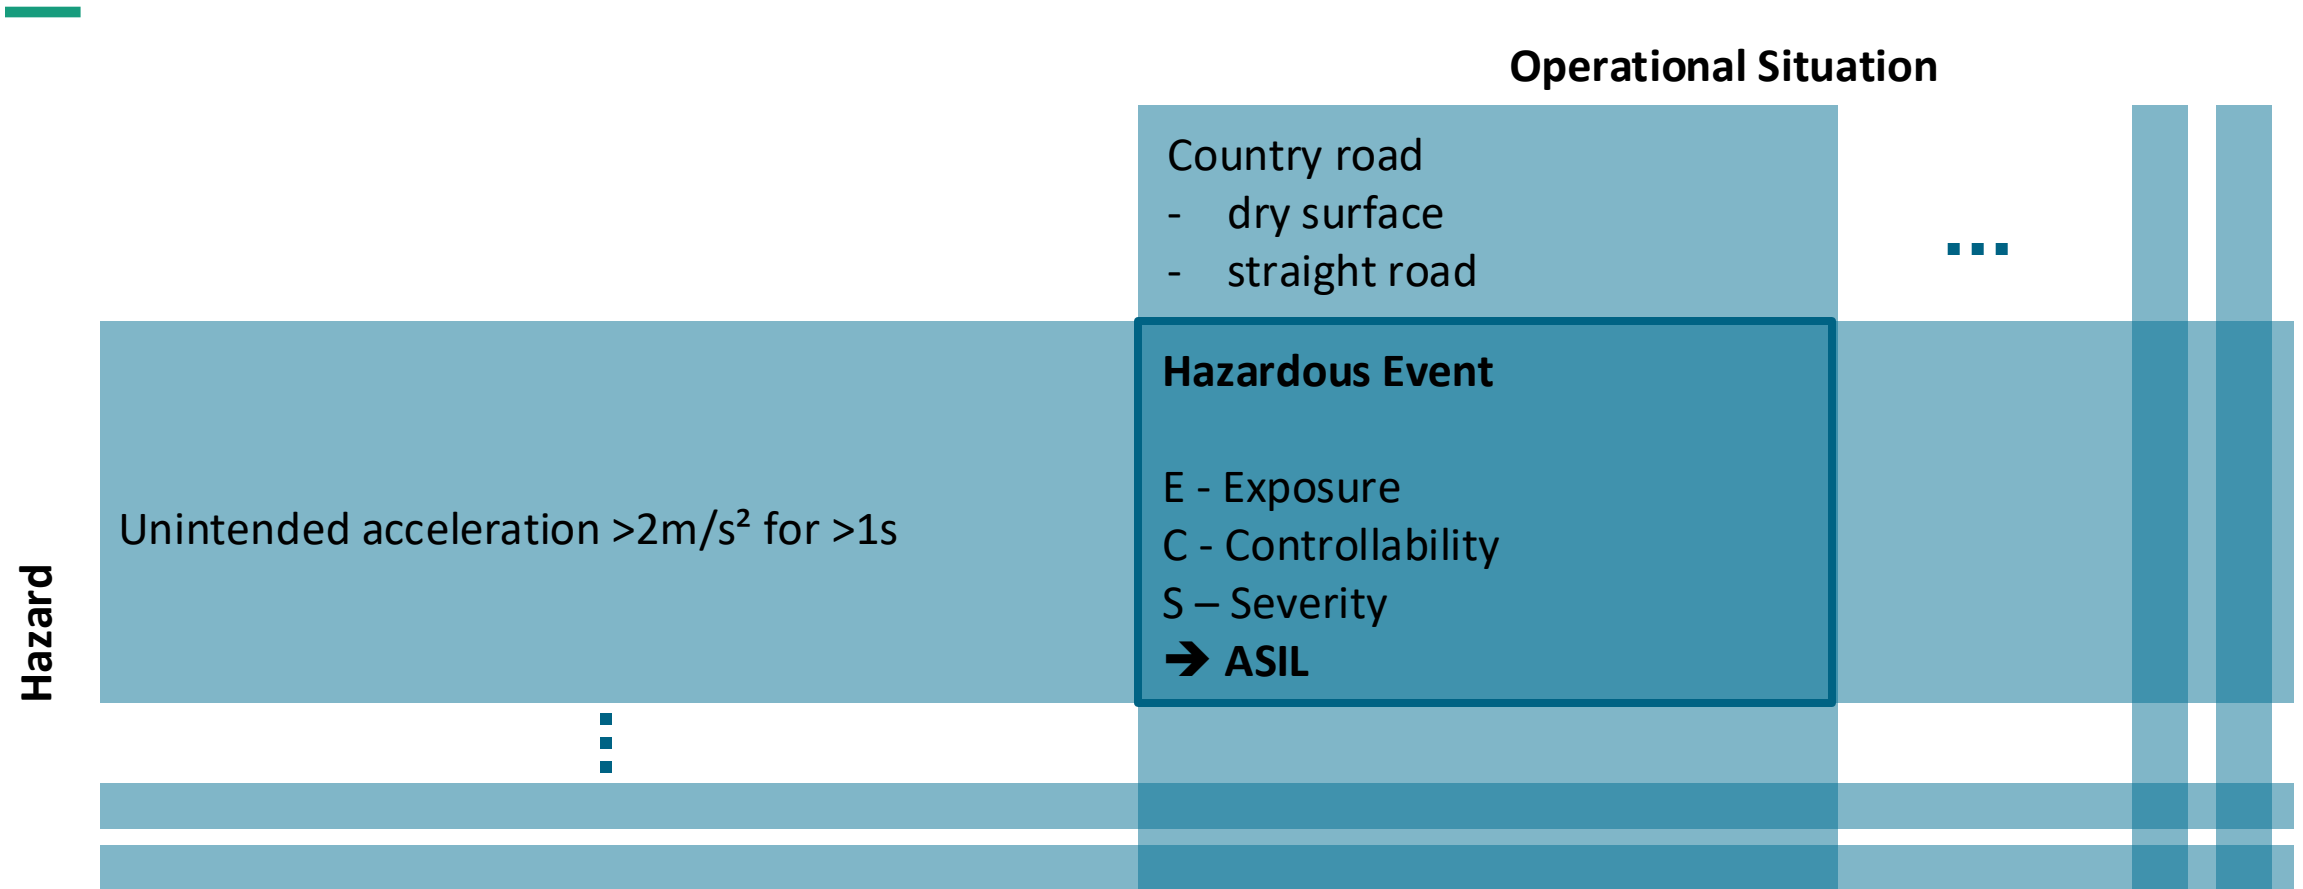 Operational Situation
Country road
- dry surface
- straight road
...
Hazardous Event
E - Exposure
C - Controllability
S – Severity
➔ ASIL
Unintended acceleration >2m/s² for >1s
Hazard
...